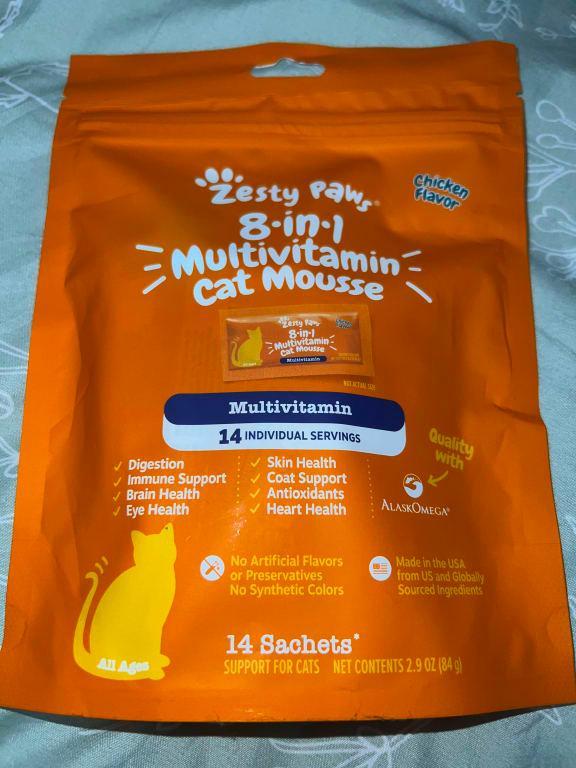 Chicken
Flavor
Zesty Paws®
8-in-1
Multivitamin
Cat Mousse
Zesty Paws
8-in-1
Multivitamin
Cat Mousse
Multivitamin
NOT ACTUAL SIZE
Multivitamin
14 INDIVIDUAL SERVINGS
✓ Digestion
✓ Immune Support
✓ Brain Health
✓ Eye Health
✓ Skin Health
✓ Coat Support
✓ Antioxidants
✓ Heart Health
Quality
with
ALASKOMEGA®
No Artificial Flavors
or Preservatives
No Synthetic Colors
Made in the USA
from US and Globally
Sourced Ingredients
All Ages
14 Sachets*
SUPPORT FOR CATS NET CONTENTS 2.9 OZ (84 g)